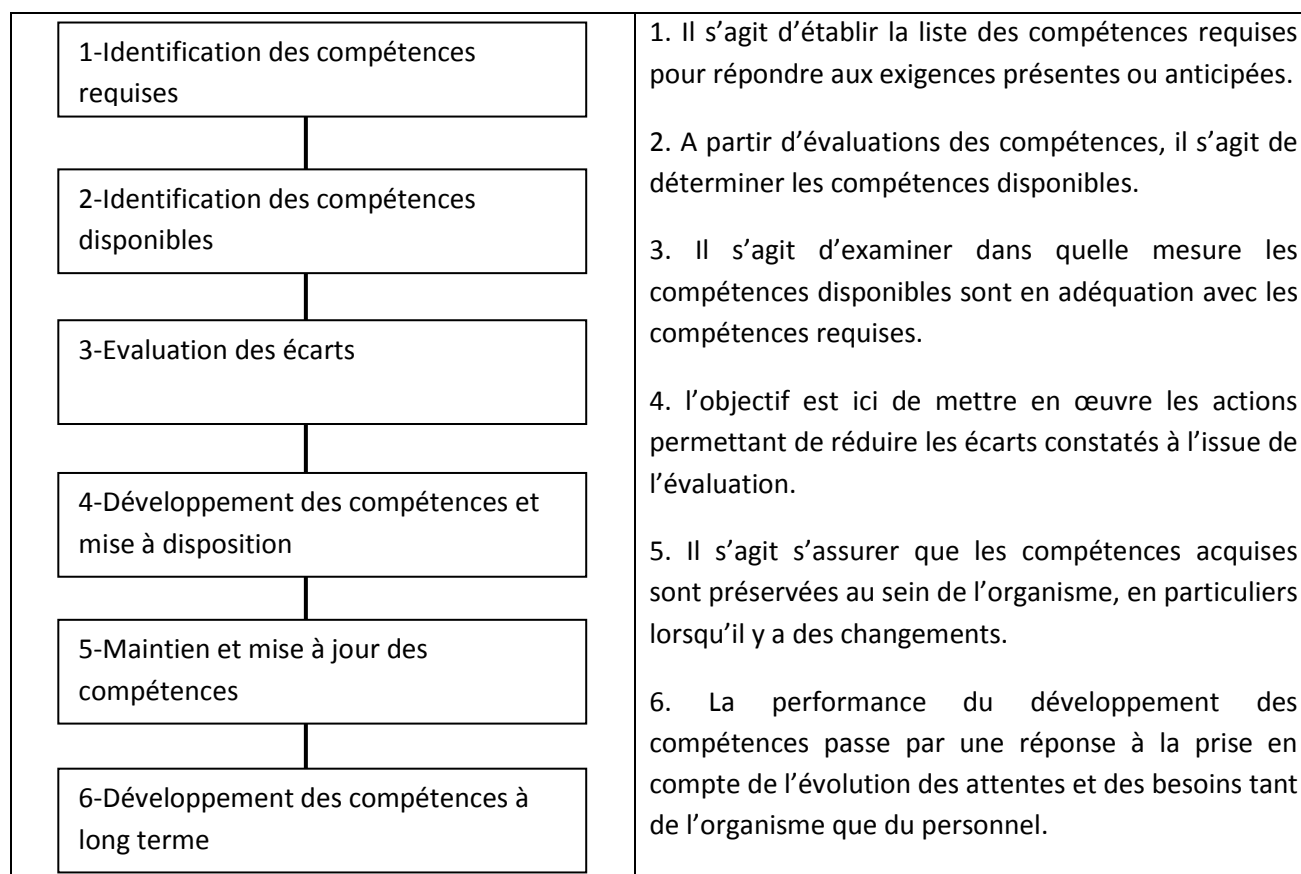 1-Identification des compétences
requises
2-Identification des compétences
disponibles
3-Evaluation des écarts
4-Développement des compétences et
mise à disposition
5-Maintien et mise à jour des
compétences
6-Développement des compétences à
long terme
1. Il s’agit d’établir la liste des compétences requises
pour répondre aux exigences présentes ou anticipées.
2. A partir d’évaluations des compétences, il s’agit de
déterminer les compétences disponibles.
3. Il s’agit d’examiner dans quelle mesure les
compétences disponibles sont en adéquation avec les
compétences requises.
4. l’objectif est ici de mettre en œuvre les actions
permettant de réduire les écarts constatés à l’issue de
l’évaluation.
5. Il s’agit s’assurer que les compétences acquises
sont préservées au sein de l’organisme, en particuliers
lorsqu’il y a des changements.
6. La performance du développement des
compétences passe par une réponse à la prise en
compte de l’évolution des attentes et des besoins tant
de l’organisme que du personnel.